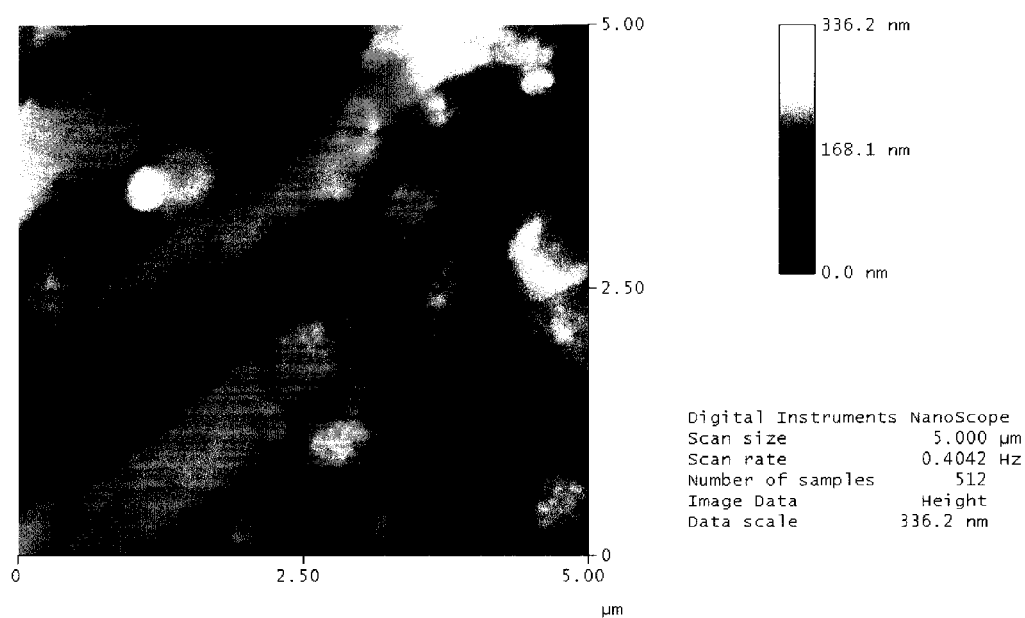 5.00
336.2 nm
168.1 nm
0.0 nm
2.50
Digital Instruments NanoScope
Scan size 5.000 µm
Scan rate 0.4042 Hz
Number of samples 512
Image Data Height
Data scale 336.2 nm
0
0 2.50 5.00
µm